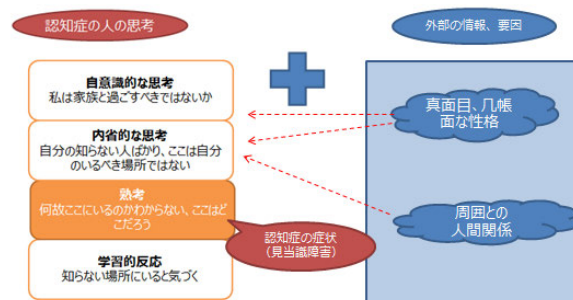 認知症の人の思考
外部の情報、要因
自意識的な思考
私は家族と過ごすべきではないか
内省的な思考
自分の知らない人ばかり、ここは自分
のいるべき場所ではない
熟考
何故ここにいるのかわからない、ここはど
こだろう
学習的反応
知らない場所にいると気づく
認知症の症状
（見当識障害）
真面目、几帳
面な性格
周囲との
人間関係